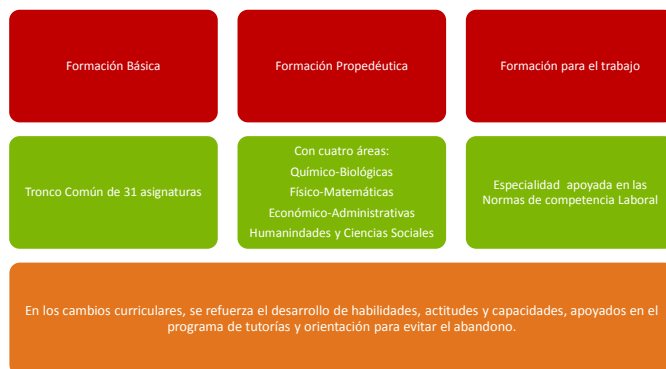 Formación Básica
Formación Propedéutica
Formación para el trabajo
Tronco Común de 31 asignaturas
Con cuatro áreas:
Químico-Biológicas
Físico-Matemáticas
Económico-Administrativas
Humanindades y Ciencias Sociales
Especialidad apoyada en las
Normas de competencia Laboral
En los cambios curriculares, se refuerza el desarrollo de habilidades, actitudes y capacidades, apoyados en el
programa de tutorías y orientación para evitar el abandono.